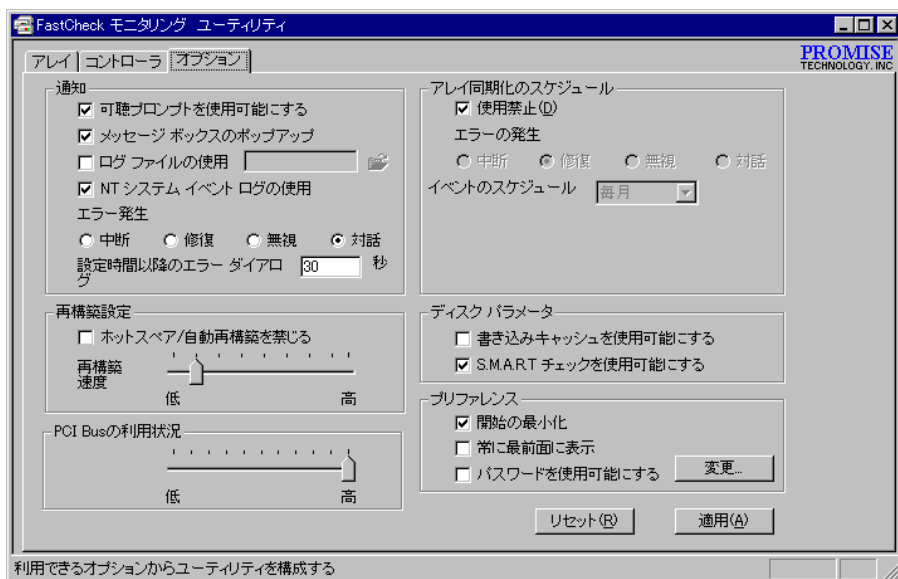 FastCheck モニタリング ユーティリティ
アレイ コントローラ オプション
PROMISE
TECHNOLOGY, INC
通知
可聴プロンプトを使用可能にする
メッセージ ボックスのポップアップ
ログ ファイルの使用
NT システム イベント ログの使用
エラー発生
中断 修復 無視 対話
設定時間以降のエラー ダイアロ
グ
30 秒
アレイ同期化のスケジュール
使用禁止(D)
エラーの発生
中断 修復 無視 対話
イベントのスケジュール 毎月
再構築設定
ホットスペア/自動再構築を禁じる
再構築
速度
低 高
ディスク パラメータ
書き込みキャッシュを使用可能にする
S.M.A.R.T チェックを使用可能にする
PCI Busの利用状況
低 高
プリファレンス
開始の最小化
常に最前面に表示
パスワードを使用可能にする 変更...
リセット(R) 適用(A)
利用できるオプションからユーティリティを構成する